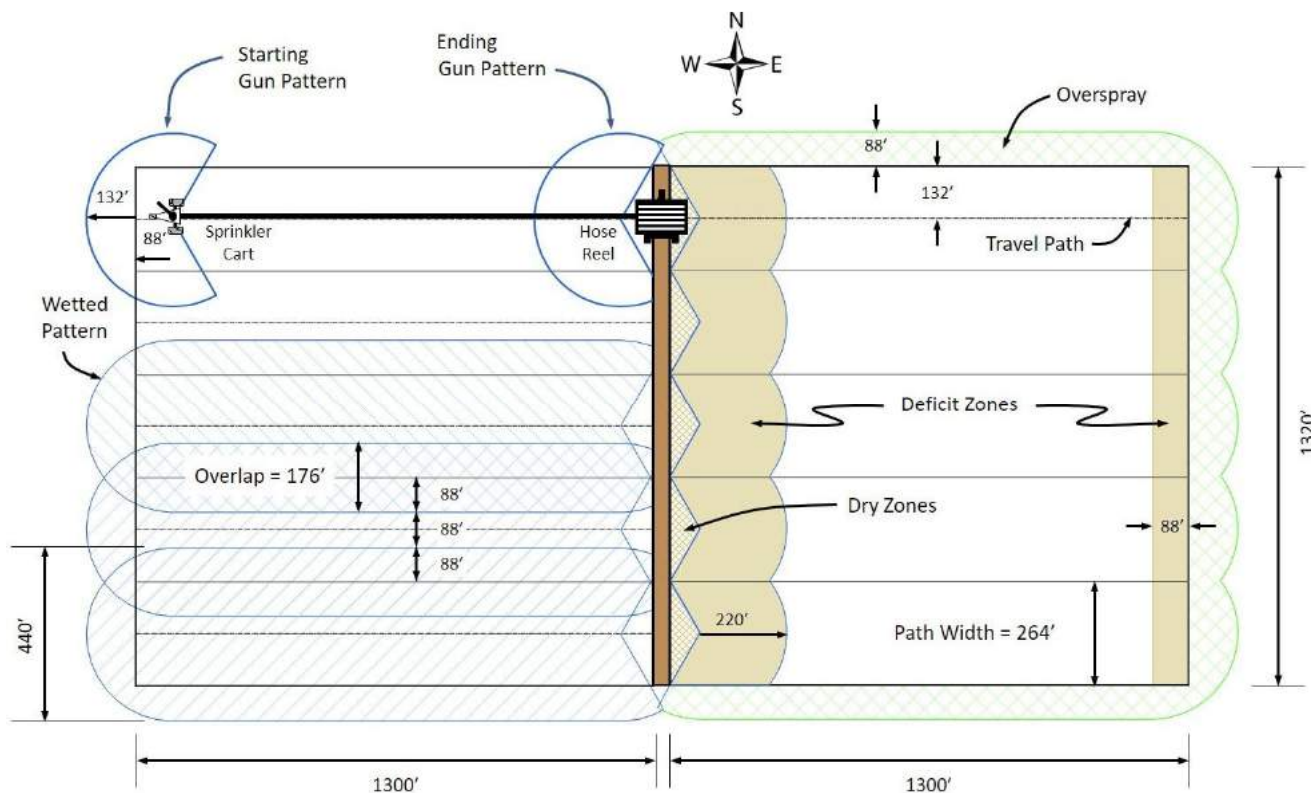 N
W E
S
Starting
Gun Pattern
Ending
Gun Pattern
Overspray
88′
132′
132′
88′
Sprinkler
Cart
Hose
Reel
Travel Path
Wetted
Pattern
Deficit Zones
1320′
Overlap = 176′
88′
Dry Zones
88′
88′
88′
440′
220′
Path Width = 264′
1300′
1300′